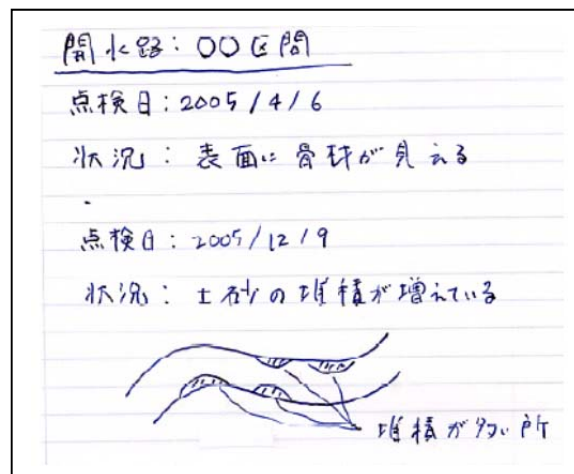 開水路:〇〇区間
点検日:2005/4/6
状況:表面に骨材が見える
点検日:2005/12/9
状況:土砂の堆積が増えている
堆積が多い所